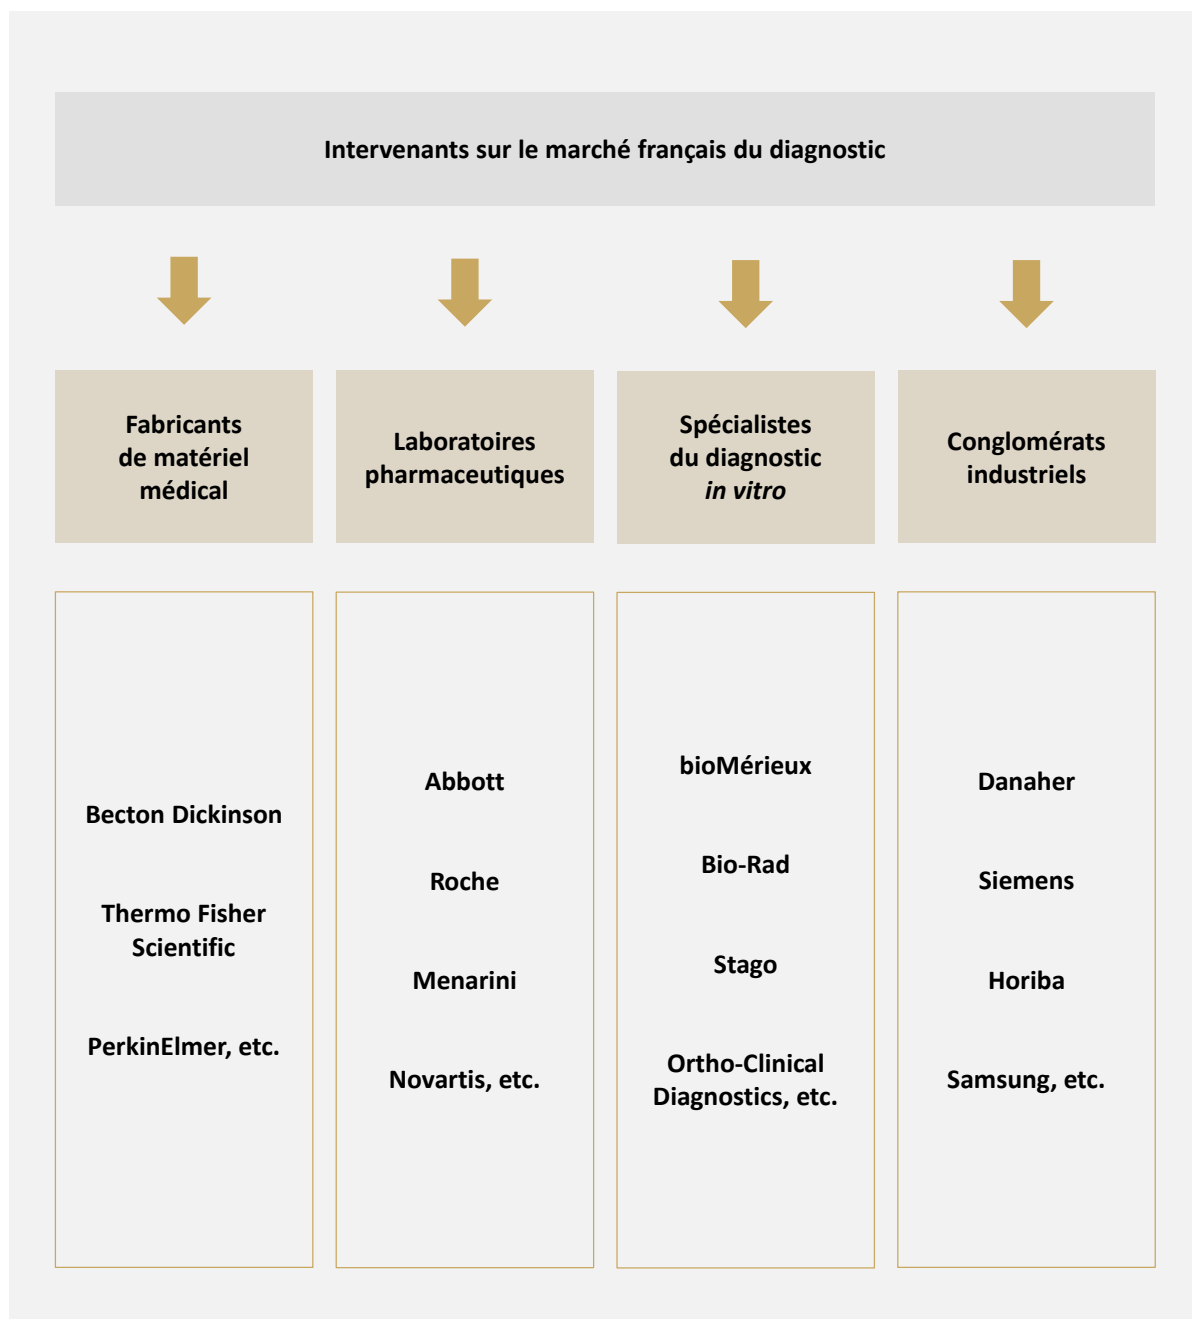 Intervenants sur le marché français du diagnostic
Fabricants
de matériel
médical
Laboratoires
pharmaceutiques
Spécialistes
du diagnostic
in vitro
Conglomérats
industriels
Becton Dickinson
Thermo Fisher
Scientific
PerkinElmer, etc.
Abbott
Roche
Menarini
Novartis, etc.
bioMérieux
Bio-Rad
Stago
Ortho-Clinical
Diagnostics, etc.
Danaher
Siemens
Horiba
Samsung, etc.